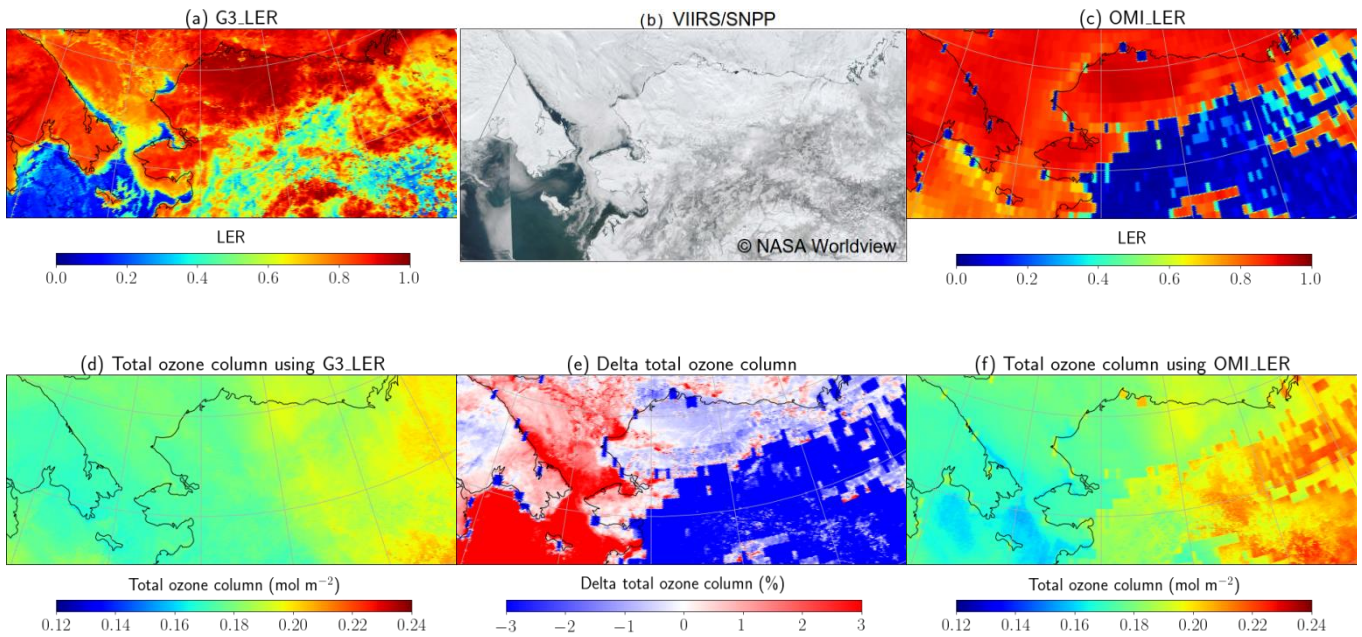 (a) G3_LER
(b) VIIRS/SNPP
(c) OMI_LER
© NASA Worldview
LER
0.0 0.2 0.4 0.6 0.8 1.0
LER
0.0 0.2 0.4 0.6 0.8 1.0
(d) Total ozone column using G3_LER
(e) Delta total ozone column
(f) Total ozone column using OMI_LER
Total ozone column (mol m⁻²)
0.12 0.14 0.16 0.18 0.20 0.22 0.24
Delta total ozone column (%)
−3 −2 −1 0 1 2 3
Total ozone column (mol m⁻²)
0.12 0.14 0.16 0.18 0.20 0.22 0.24